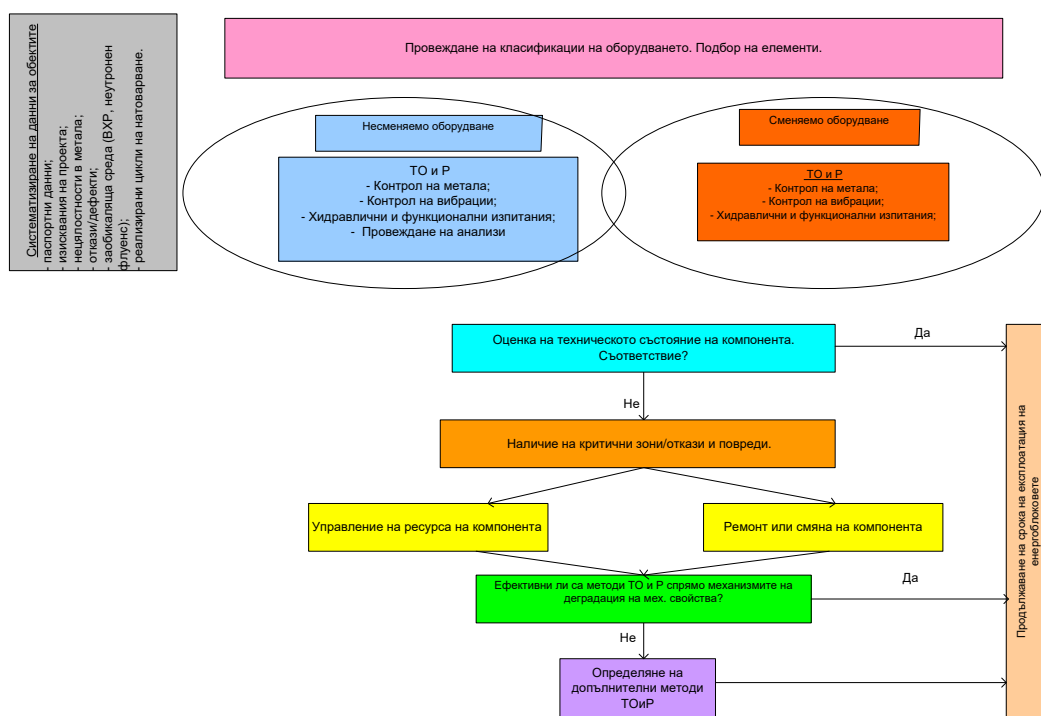 Систематизиране на данни за обектите
- паспортни данни;
- изисквания на проекта;
- нецялостности в метала;
- откази/дефекти;
- заобикаляща среда (ВХР, неутронен
флуенс);
- реализирани цикли на натоварване.
Провеждане на класификации на оборудването. Подбор на елементи.
Несменяемо оборудване
ТО и Р
- Контрол на метала;
- Контрол на вибрации;
- Хидравлични и функционални изпитания;
- Провеждане на анализи
Сменяемо оборудване
ТО и Р
- Контрол на метала;
- Контрол на вибрации;
- Хидравлични и функционални изпитания;
Оценка на техническото състояние на компонента.
Съответствие?
Да
Не
Наличие на критични зони/откази и повреди.
Управление на ресурса на компонента
Ремонт или смяна на компонента
Ефективни ли са методи ТО и Р спрямо механизмите на
деградация на мех. свойства?
Да
Не
Определяне на
допълнителни методи
ТОиР
Продължаване на срока на експлоатация на
енергоблоковете